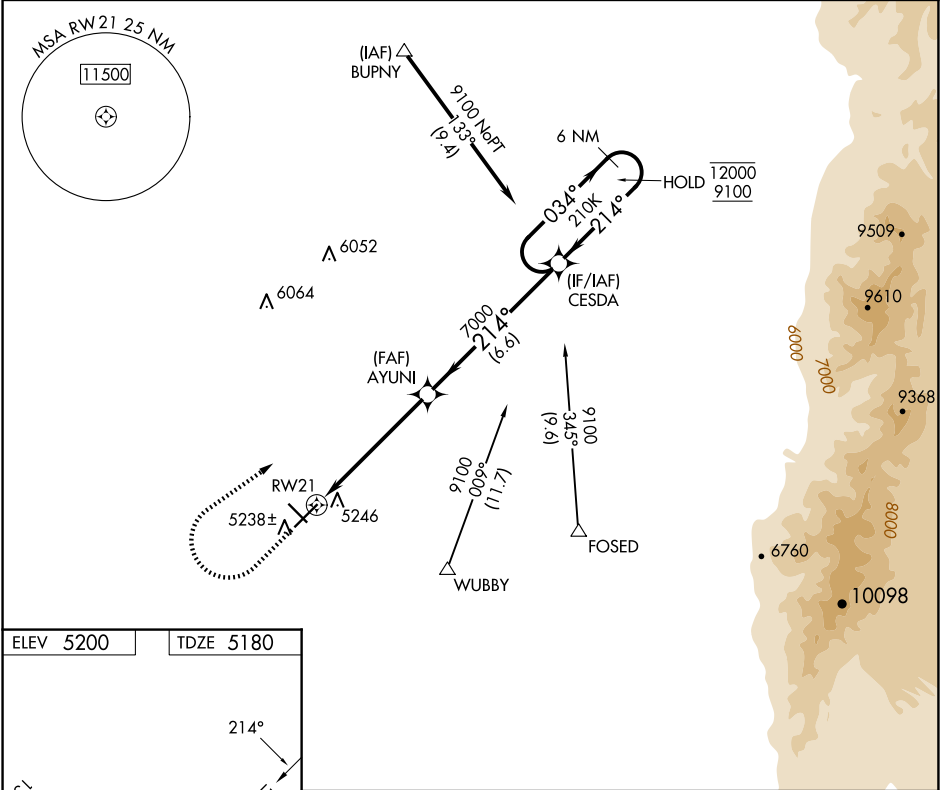 MSA RW21 25 NM
11500
(IAF)
BUPNY
9100 NoPT
133°
(9.4)
6 NM
HOLD
12000
9100
034°
210K
214°
(IF/IAF)
CESDA
6052
6064
7000
214°
(6.6)
(FAF)
AYUNI
9509
9610
6000
7000
9368
9100
345°
(9.6)
9100
009°
(11.7)
RW21
5238±
5246
FOSED
WUBBY
8000
6760
10098
ELEV 5200
TDZE 5180
214°